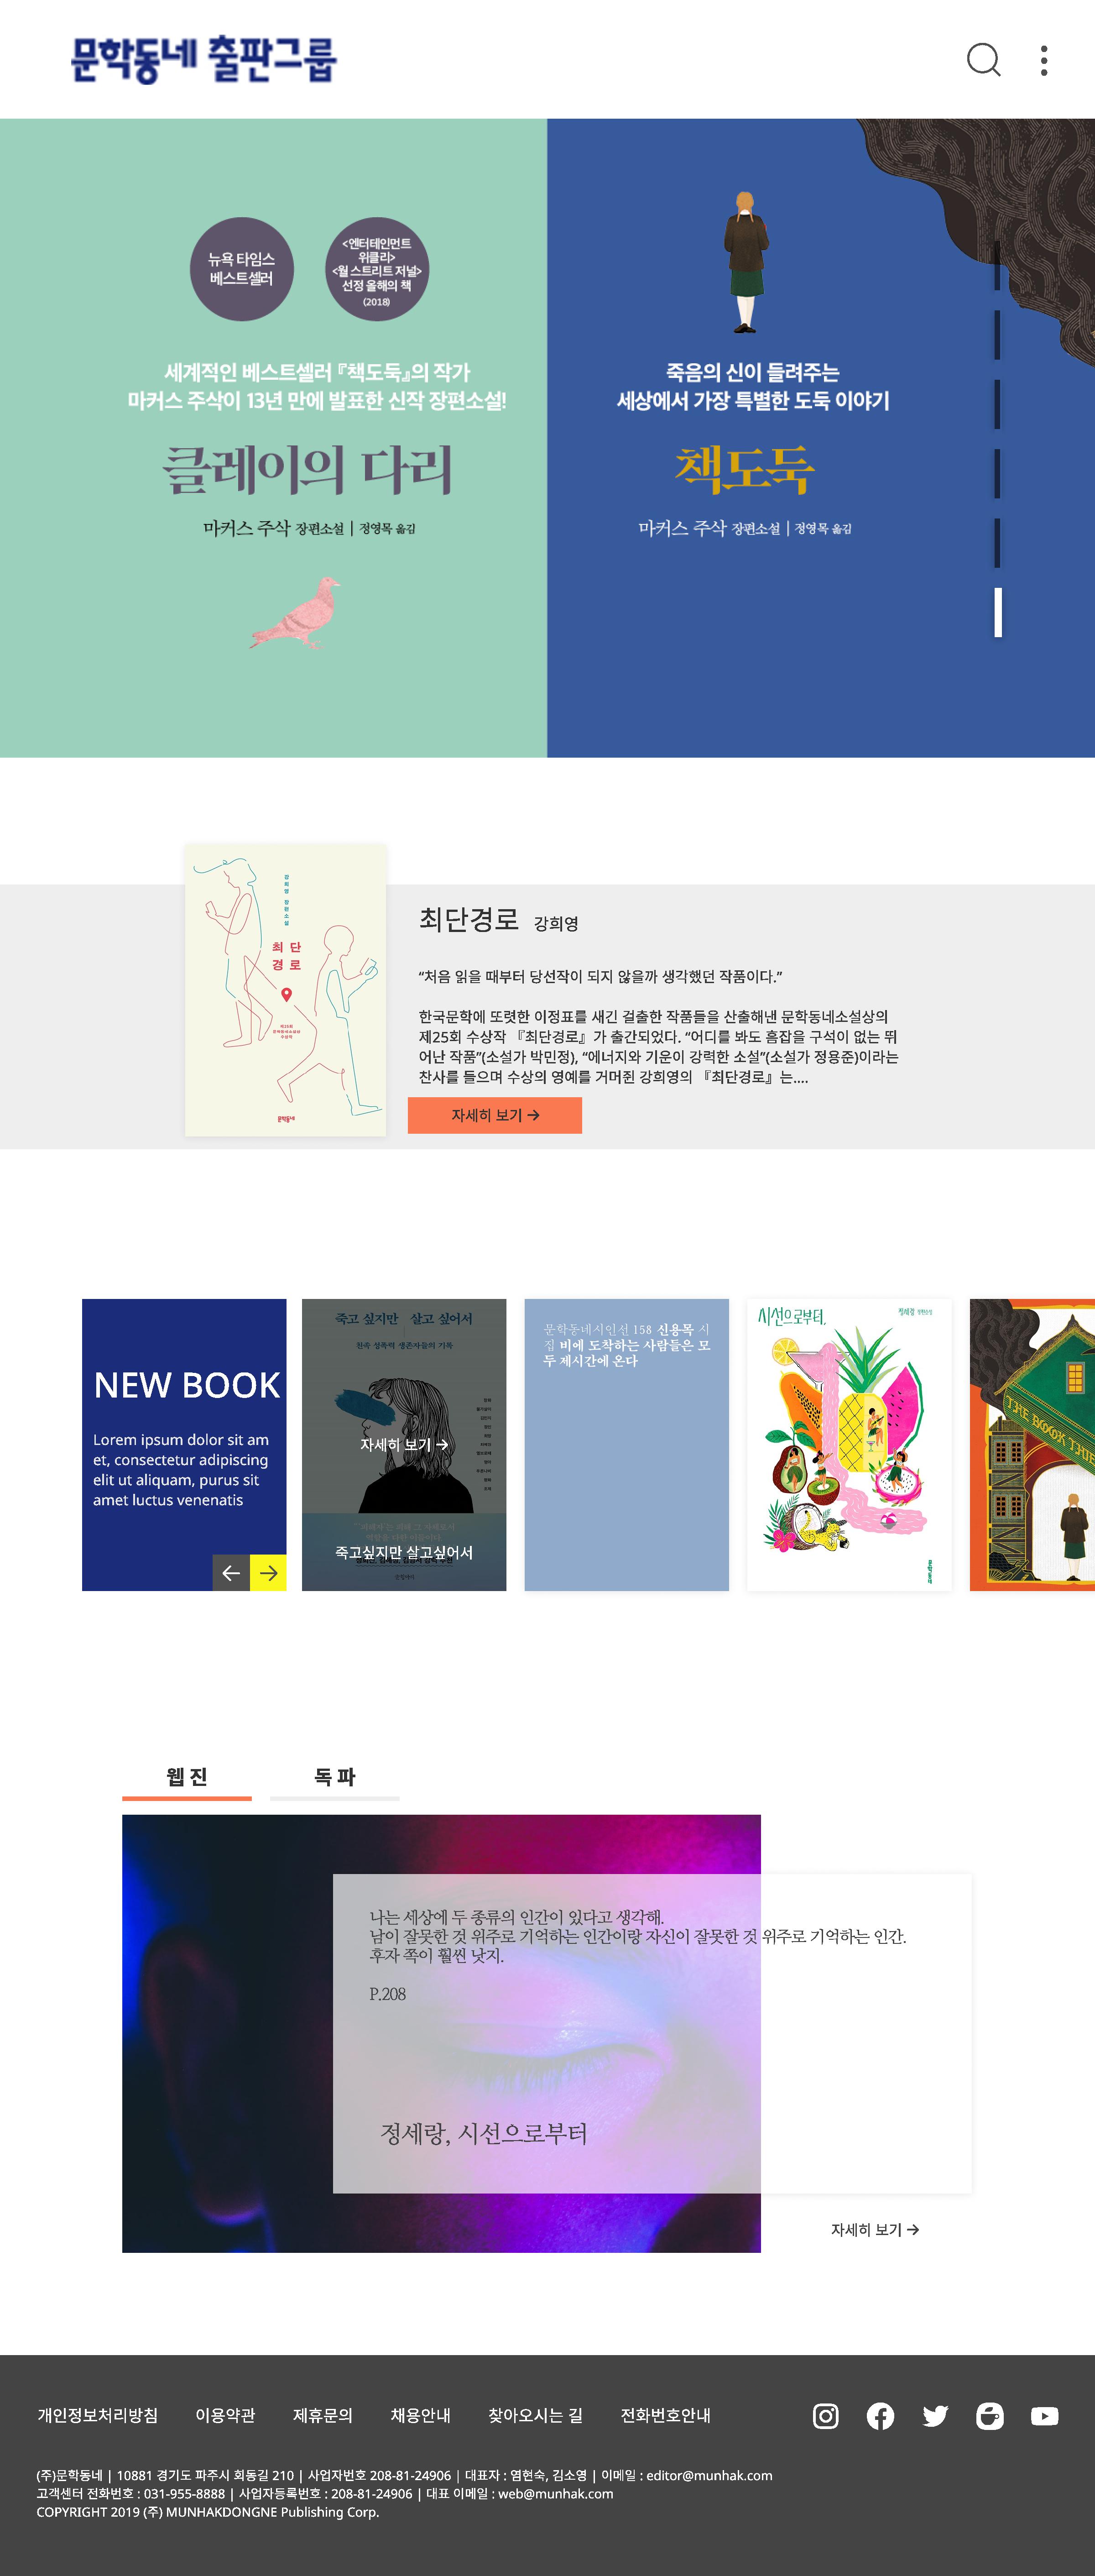 문학동네 출판그룹
뉴욕 타임스
베스트셀러
<엔터테인먼트
위클리>
<월 스트리트 저널>
선정 올해의 책
(2018)
세계적인 베스트셀러 『책도둑』의 작가
마커스 주삭이 13년 만에 발표한 신작 장편소설!
클레이의 다리
마커스 주삭 장편소설 | 정영목 옮김
죽음의 신이 들려주는
세상에서 가장 특별한 도둑 이야기
책도둑
마커스 주삭 장편소설 | 정영목 옮김
강희영 장편소설
최단
경로
제25회
문학동네소설상
수상작
문학동네
최단경로 강희영
“처음 읽을 때부터 당선작이 되지 않을까 생각했던 작품이다.”
한국문학에 또렷한 이정표를 새긴 걸출한 작품들을 산출해낸 문학동네소설상의
제25회 수상작 『최단경로』가 출간되었다. “어디를 봐도 흠잡을 구석이 없는 뛰
어난 작품”(소설가 박민정), “에너지와 기운이 강력한 소설”(소설가 정용준)이라는
찬사를 들으며 수상의 영예를 거머쥔 강희영의 『최단경로』는....
자세히 보기 →
NEW BOOK
Lorem ipsum dolor sit am
et, consectetur adipiscing
elit ut aliquam, purus sit
amet luctus venenatis
죽고 싶지만 살고 싶어서
친족 성폭력 생존자들의 기록
자세히 보기 →
죽고싶지만 살고싶어서
문학동네시인선 158 신용목 시
집 비에 도착하는 사람들은 모
두 제시간에 온다
시선으로부터,
정세랑 장편소설
문학동네
THE BOOK THIE
웹진
독파
나는 세상에 두 종류의 인간이 있다고 생각해.
남이 잘못한 것 위주로 기억하는 인간이랑 자신이 잘못한 것 위주로 기억하는 인간.
후자 쪽이 훨씬 낫지.
P.208
정세랑, 시선으로부터
자세히 보기 →
개인정보처리방침 이용약관 제휴문의 채용안내 찾아오시는 길 전화번호안내
(주)문학동네 | 10881 경기도 파주시 회동길 210 | 사업자번호 208-81-24906 | 대표자 : 염현숙, 김소영 | 이메일 : editor@munhak.com
고객센터 전화번호 : 031-955-8888 | 사업자등록번호 : 208-81-24906 | 대표 이메일 : web@munhak.com
COPYRIGHT 2019 (주) MUNHAKDONGNE Publishing Corp.